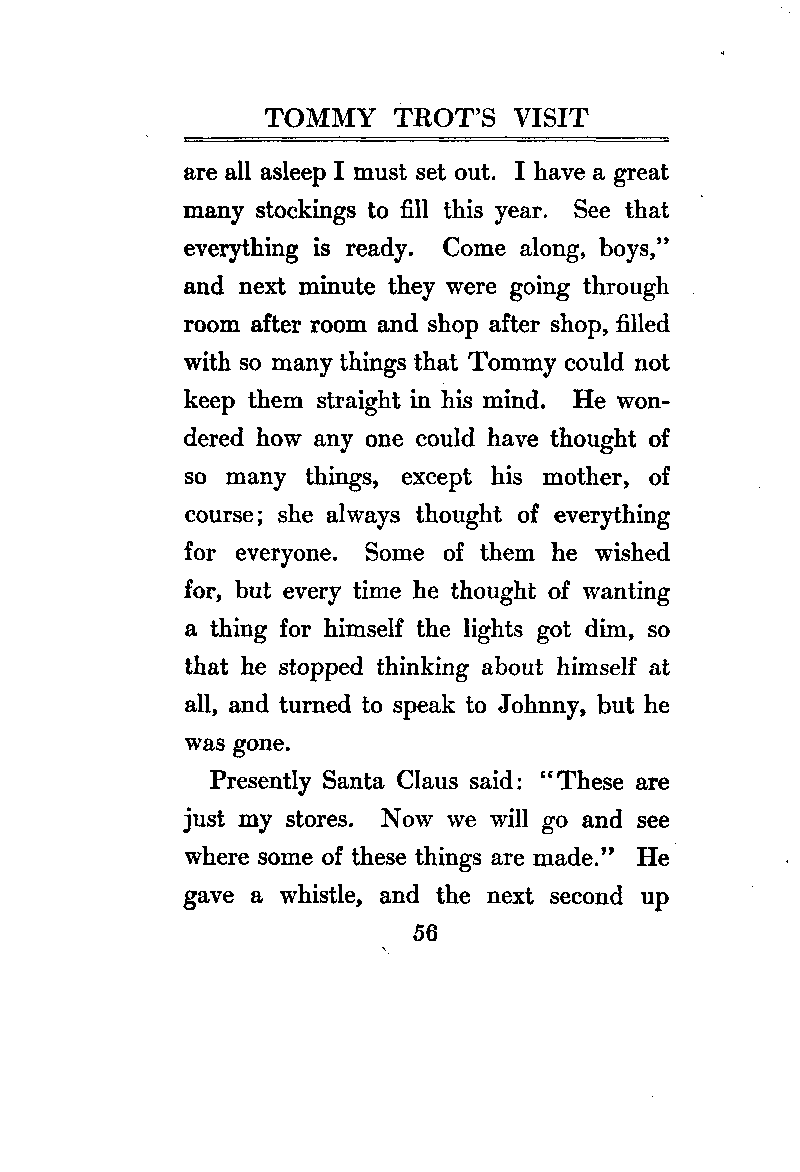 TOMMY TROT'S VISIT
are all asleep I must set out. I have a great
many stockings to fill this year. See that
everything is ready. Come along, boys,"
and next minute they were going through
room after room and shop after shop, filled
with so many things that Tommy could not
keep them straight in his mind. He won-
dered how any one could have thought of
so many things, except his mother, of
course; she always thought of everything
for everyone. Some of them he wished
for, but every time he thought of wanting
a thing for himself the lights got dim, so
that he stopped thinking about himself at
all, and turned to speak to Johnny, but he
was gone.
Presently Santa Claus said: "These are
just my stores. Now we will go and see
where some of these things are made." He
gave a whistle, and the next second up
56